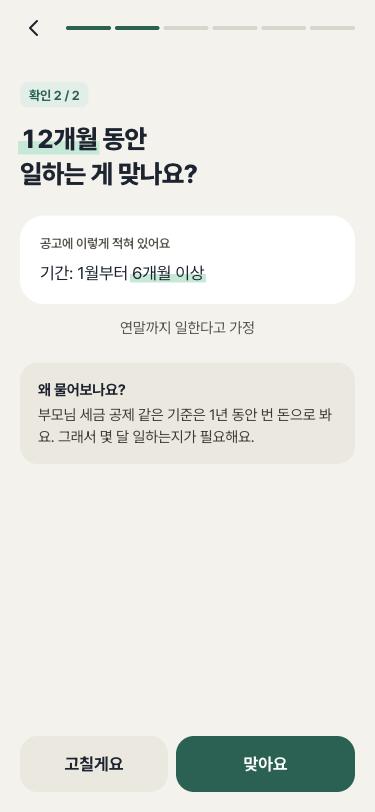 확인 2 / 2
12개월 동안
일하는 게 맞나요?
공고에 이렇게 적혀 있어요
기간: 1월부터 6개월 이상
연말까지 일한다고 가정
왜 물어보나요?
부모님 세금 공제 같은 기준은 1년 동안 번 돈으로 봐
요. 그래서 몇 달 일하는지가 필요해요.
고칠게요
맞아요